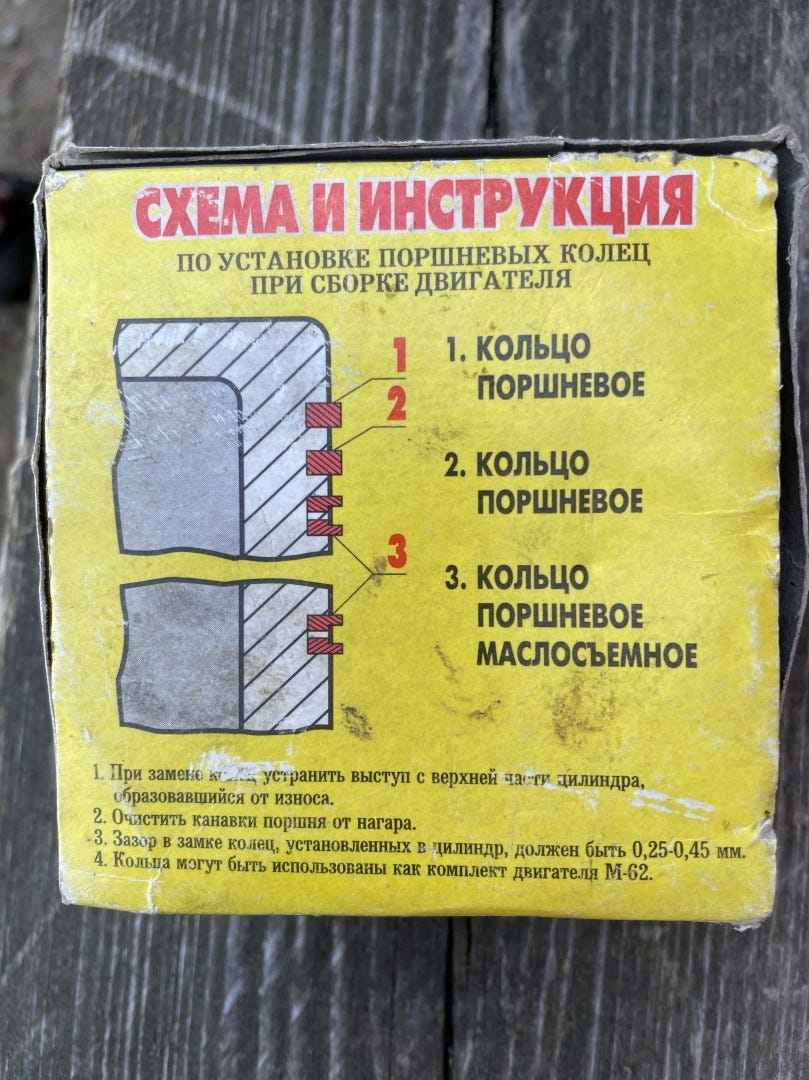 СХЕМА И ИНСТРУКЦИЯ
ПО УСТАНОВКЕ ПОРШНЕВЫХ КОЛЕЦ
ПРИ СБОРКЕ ДВИГАТЕЛЯ
1
2
3
1. КОЛЬЦО
ПОРШНЕВОЕ
2. КОЛЬЦО
ПОРШНЕВОЕ
3. КОЛЬЦО
ПОРШНЕВОЕ
МАСЛОСЪЕМНОЕ
1. При замене колец устранить выступ с верхней части цилиндра,
образовавшийся от износа.
2. Очистить канавки поршня от нагара.
3. Зазор в замке колец, установленных в цилиндр, должен быть 0,25-0,45 мм.
4. Кольца могут быть использованы как комплект двигателя М-62.